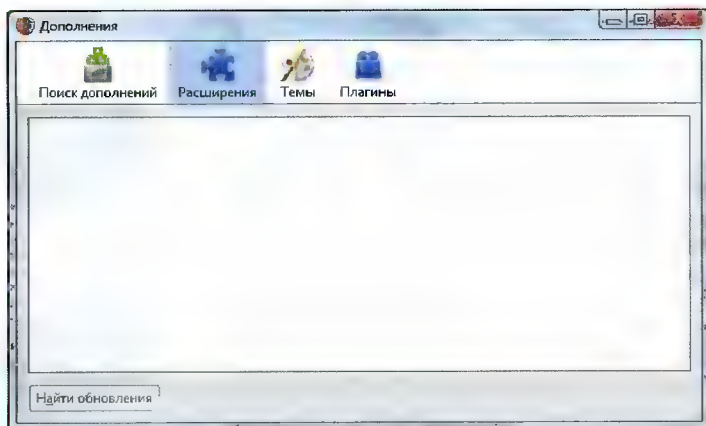 Дополнения
Поиск дополнений Расширения Темы Плагины
Найти обновления